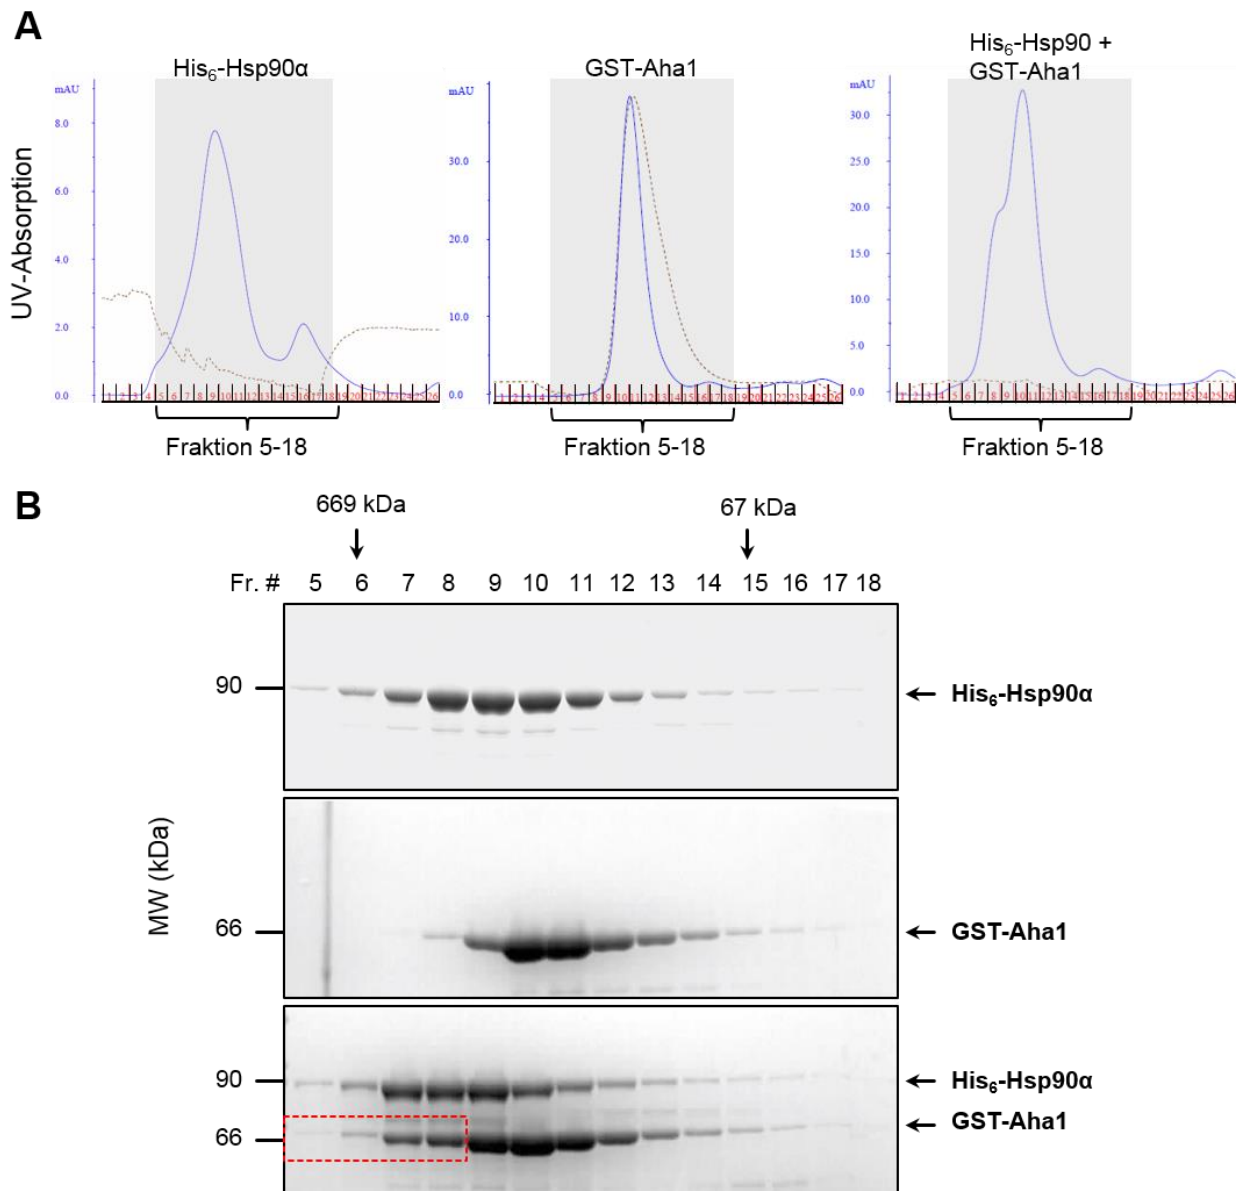 A
His₆-Hsp90α
GST-Aha1
His₆-Hsp90 +
GST-Aha1
UV-Absorption
mAU
8.0
6.0
4.0
2.0
0.0
mAU
30.0
20.0
10.0
0.0
mAU
30.0
25.0
20.0
15.0
10.0
5.0
0.0
Fraktion 5-18
Fraktion 5-18
Fraktion 5-18
B
669 kDa
67 kDa
Fr. # 5 6 7 8 9 10 11 12 13 14 15 16 17 18
90
His₆-Hsp90α
MW (kDa)
66
GST-Aha1
90
His₆-Hsp90α
GST-Aha1
66